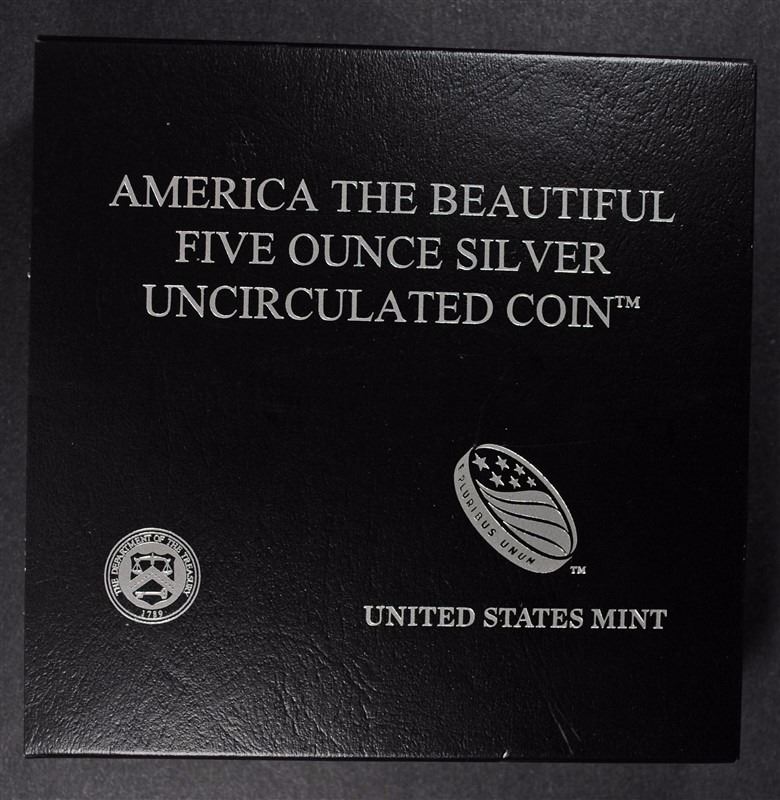 AMERICA THE BEAUTIFUL
FIVE OUNCE SILVER
UNCIRCULATED COIN™
E PLURIBUS UNUM
TM
THE DEPARTMENT OF THE TREASURY
1789
UNITED STATES MINT